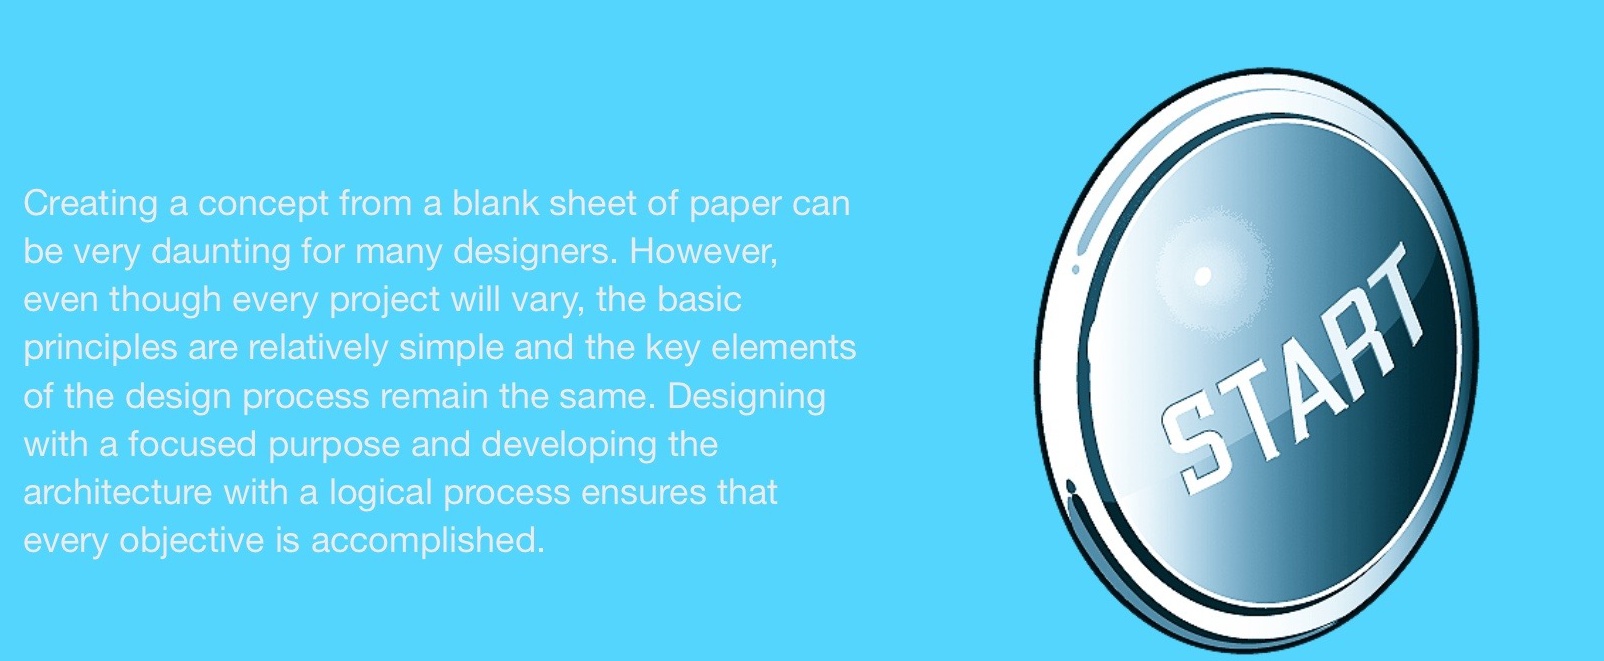 Creating a concept from a blank sheet of paper can
be very daunting for many designers. However,
even though every project will vary, the basic
principles are relatively simple and the key elements
of the design process remain the same. Designing
with a focused purpose and developing the
architecture with a logical process ensures that
every objective is accomplished.
START